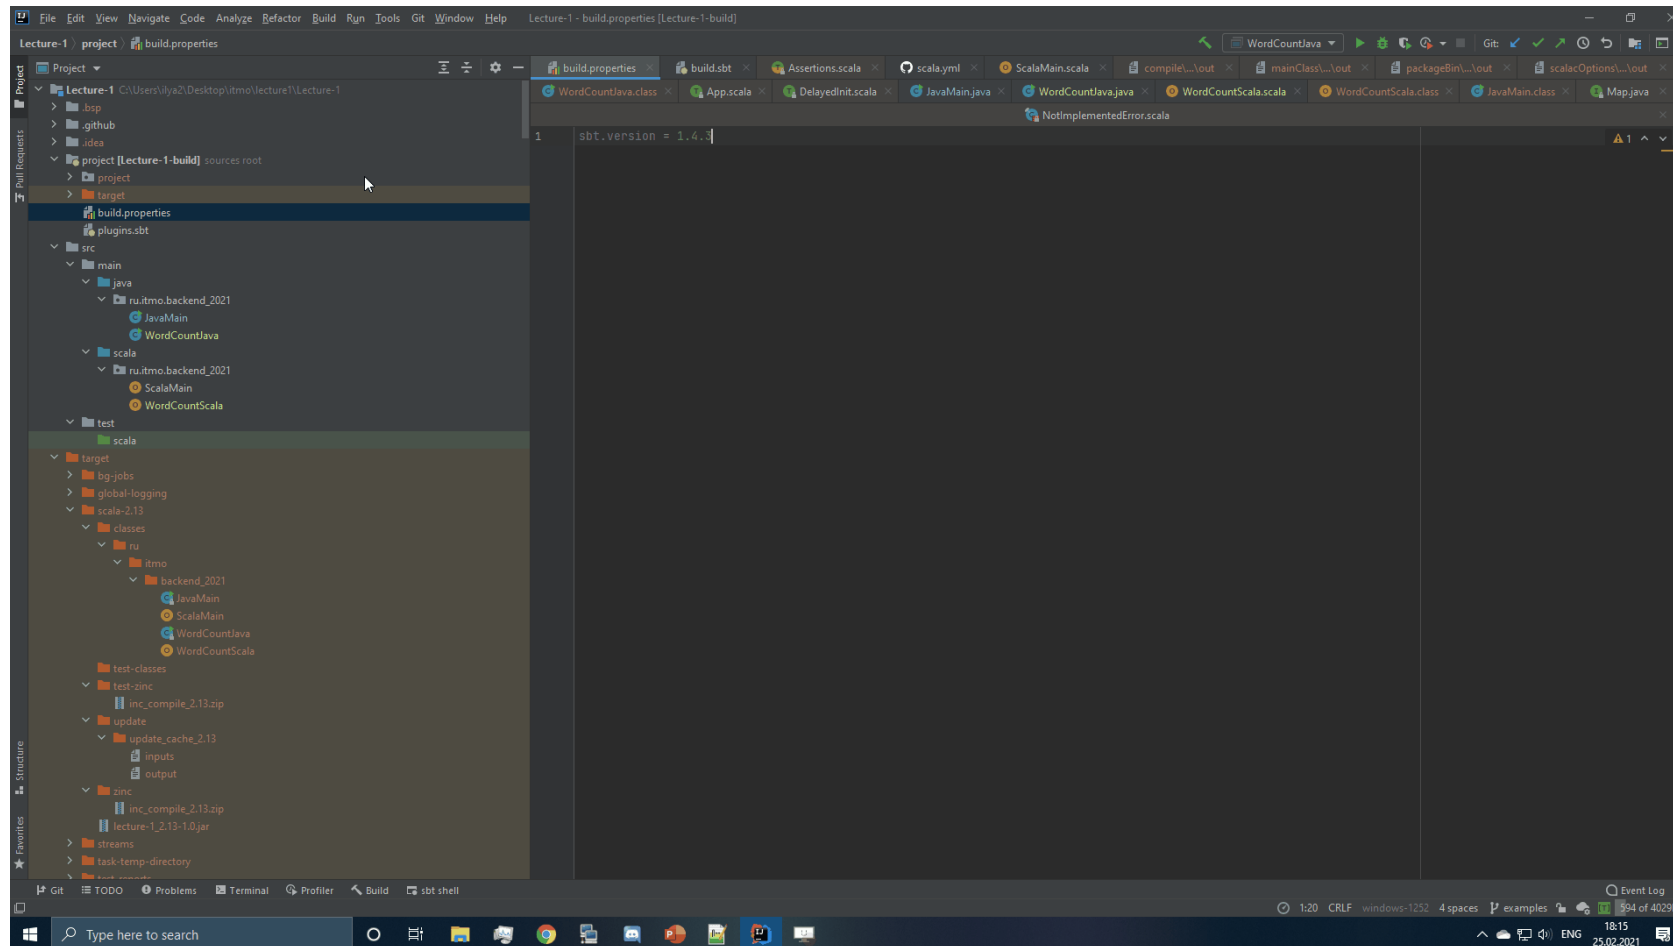 File Edit View Navigate Code Analyze Refactor Build Run Tools Git Window Help Lecture-1 - build.properties [Lecture-1-build]
Lecture-1 project build.properties
WordCountJava Git:
Project
build.properties build.sbt Assertions.scala scala.yml ScalaMain.scala compile\...\out mainClass\...\out packageBin\...\out scalacOptions\...\out
WordCountJava.class App.scala DelayedInit.scala JavaMain.java WordCountJava.java WordCountScala.scala WordCountScala.class JavaMain.class Map.java
NotImplementedError.scala
1 sbt.version = 1.4.3
1
Project
Pull Requests
Structure
Favorites
Lecture-1 C:\Users\ilya2\Desktop\itmo\lecture1\Lecture-1
.bsp
.github
.idea
project [Lecture-1-build] sources root
project
target
build.properties
plugins.sbt
src
main
java
ru.itmo.backend_2021
JavaMain
WordCountJava
scala
ru.itmo.backend_2021
ScalaMain
WordCountScala
test
scala
target
bg-jobs
global-logging
scala-2.13
classes
ru
itmo
backend_2021
JavaMain
ScalaMain
WordCountJava
WordCountScala
test-classes
test-zinc
inc_compile_2.13.zip
update
update_cache_2.13
inputs
output
zinc
inc_compile_2.13.zip
lecture-1_2.13-1.0.jar
streams
task-temp-directory
test-reports
Git TODO Problems Terminal Profiler Build sbt shell Event Log
1:20 CRLF windows-1252 4 spaces examples 594 of 4029
Type here to search
ENG 18:15
25.02.2021